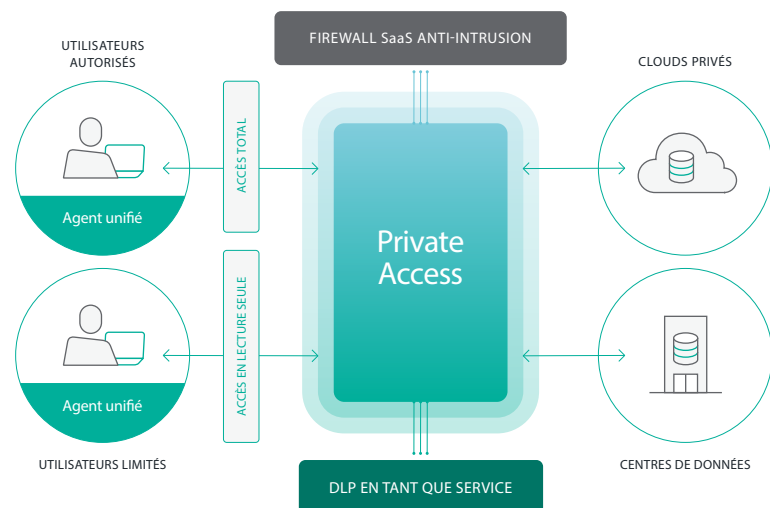 FIREWALL SaaS ANTI-INTRUSION
UTILISATEURS
AUTORISÉS
CLOUDS PRIVÉS
ACCÈS TOTAL
Agent unifié
Private
Access
ACCÈS EN LECTURE SEULE
Agent unifié
UTILISATEURS LIMITÉS
CENTRES DE DONNÉES
DLP EN TANT QUE SERVICE